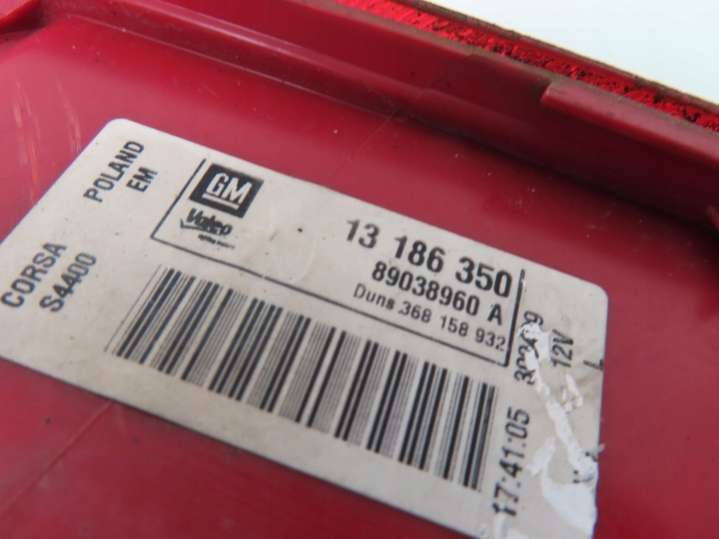 CORSA POLAND
S4400 EM
GM
Valeo
13 186 350
89038960 A
Duns 368 158 932
12V L
17:41:05